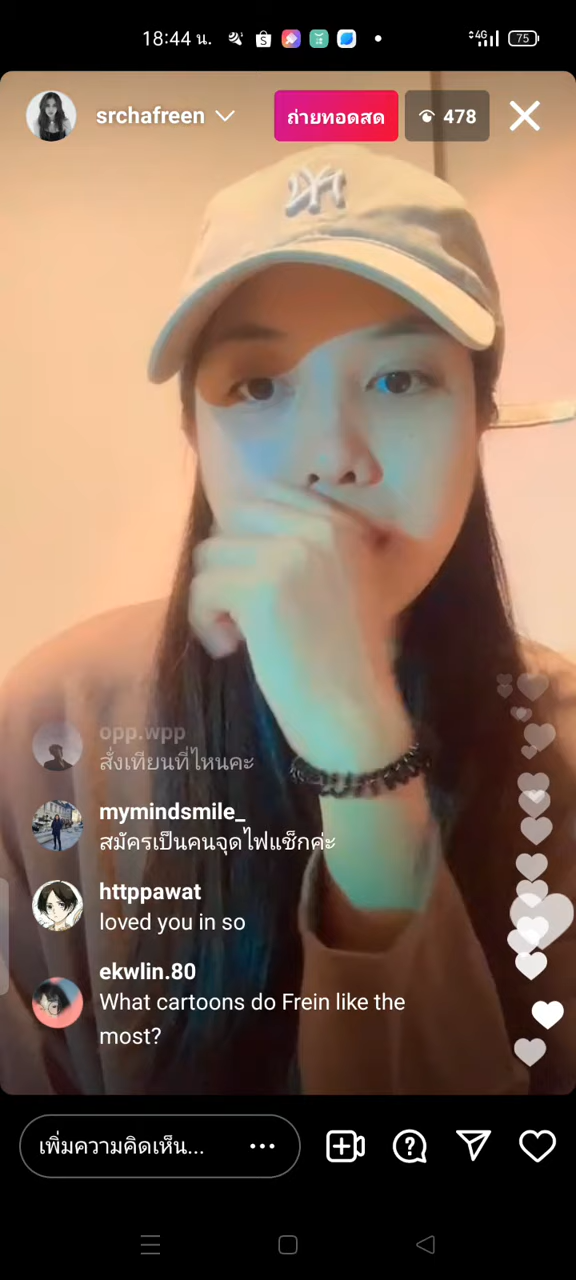 18:44 น.
4G
75
srchafreen
ถ่ายทอดสด
478
NY
opp.wpp
สั่งเทียนที่ไหนคะ
mymindsmile_
สมัครเป็นคนจุดไฟแช็กค่ะ
httppawat
loved you in so
ekwlin.80
What cartoons do Frein like the
most?
เพิ่มความคิดเห็น...